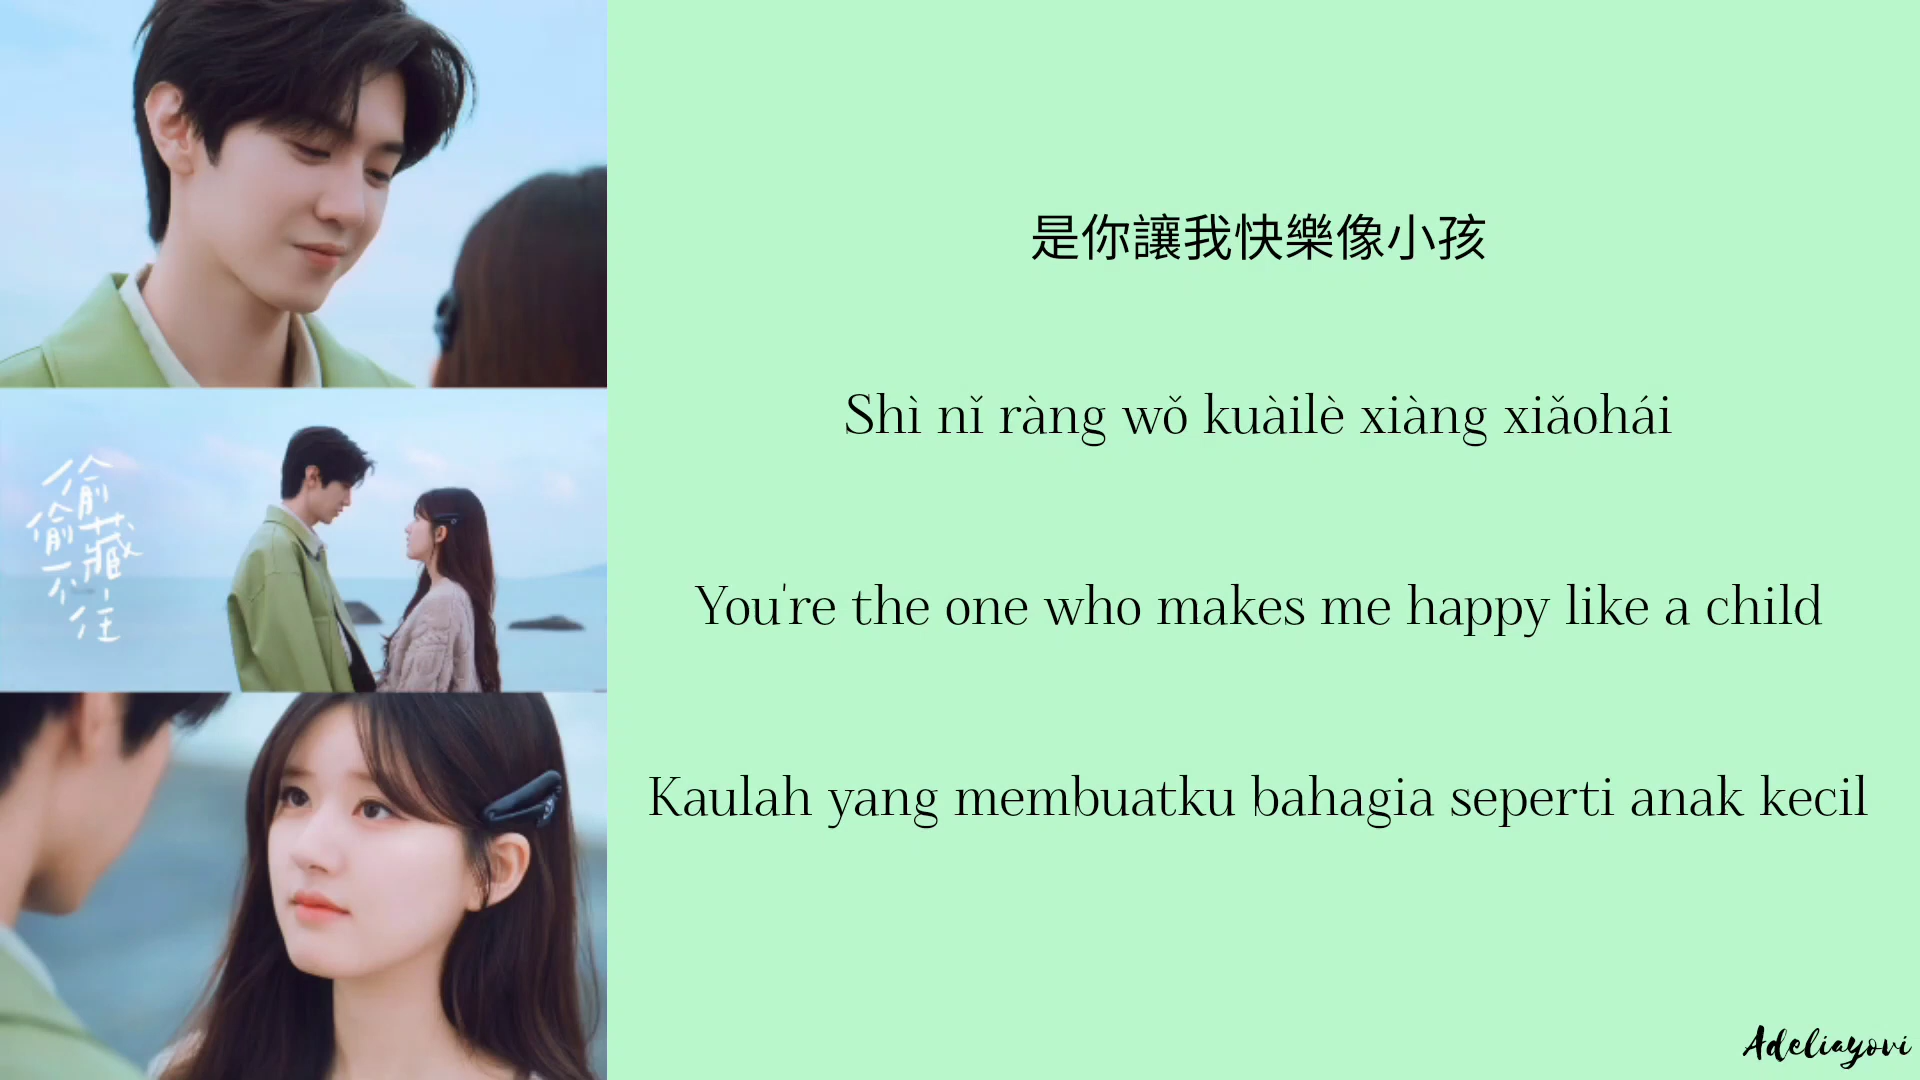 偷偷藏不住
是你讓我快樂像小孩
Shì nǐ ràng wǒ kuàilè xiàng xiǎohái
You're the one who makes me happy like a child
Kaulah yang membuatku bahagia seperti anak kecil
Adeliayovi